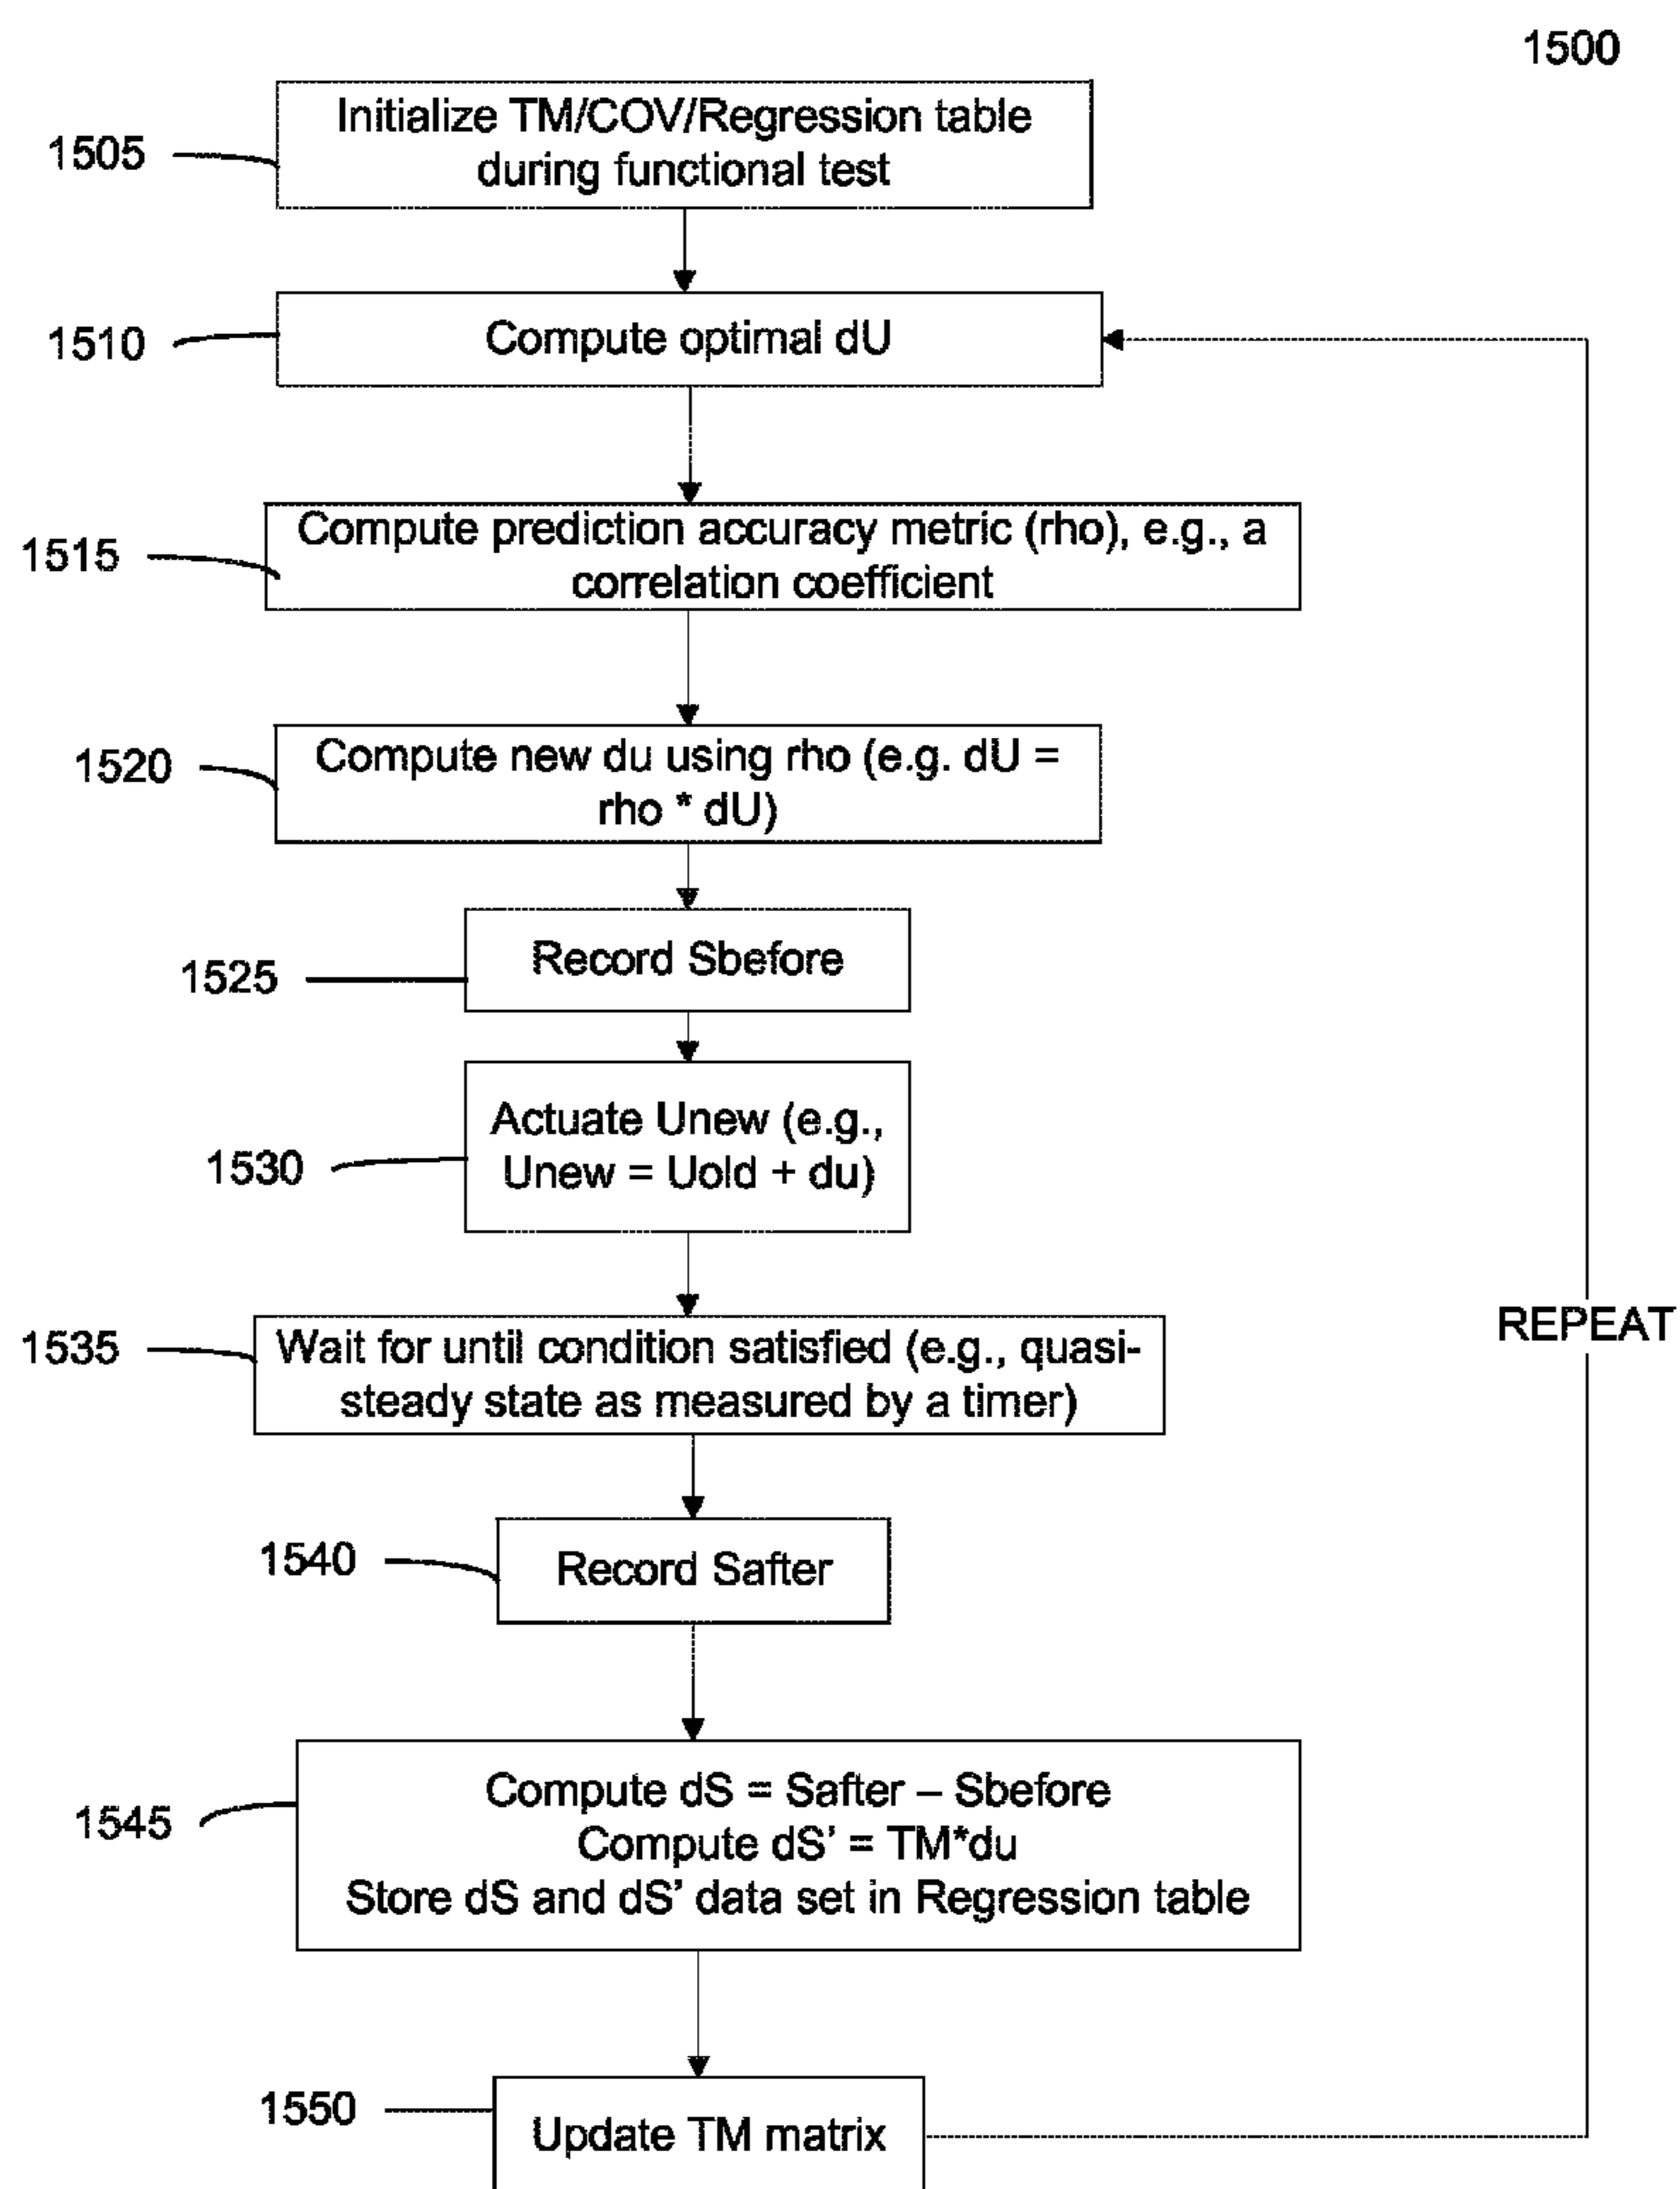 1500
1505
Initialize TM/COV/Regression table
during functional test
1510
Compute optimal dU
1515
Compute prediction accuracy metric (rho), e.g., a
correlation coefficient
1520
Compute new du using rho (e.g. dU =
rho * dU)
1525
Record Sbefore
1530
Actuate Unew (e.g.,
Unew = Uold + du)
1535
Wait for until condition satisfied (e.g., quasi-
steady state as measured by a timer)
REPEAT
1540
Record Safter
1545
Compute dS = Safter – Sbefore
Compute dS’ = TM*du
Store dS and dS’ data set in Regression table
1550
Update TM matrix